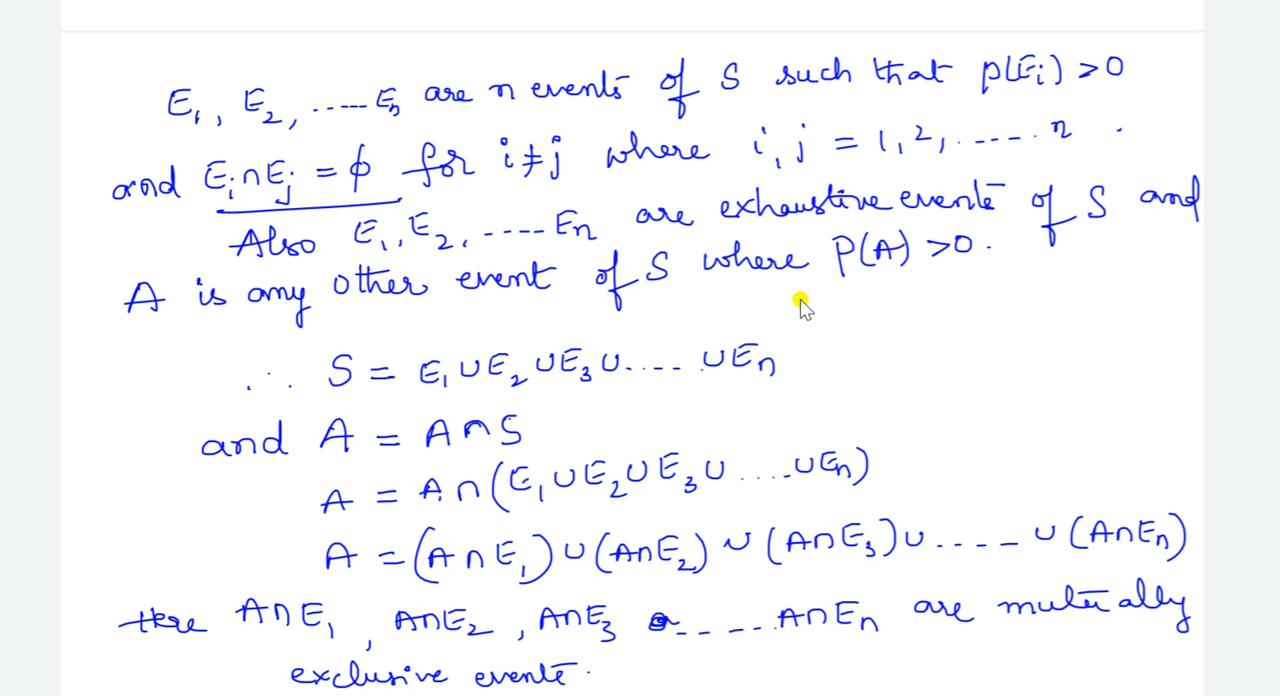 E₁, E₂, ..... Eₙ are n events of S such that p(Eᵢ) > 0
and Eᵢ∩Eⱼ = ϕ for i≠j where i, j = 1, 2, ..... n .
Also E₁, E₂, ..... Eₙ are exhaustive events of S and
A is any other event of S where P(A) > 0.
∴ S = E₁ ∪ E₂ ∪ E₃ ∪ ..... ∪ Eₙ
and A = A ∩ S
A = A ∩ (E₁ ∪ E₂ ∪ E₃ ∪ ..... ∪ Eₙ)
A = (A ∩ E₁) ∪ (A∩E₂) ∪ (A∩E₃) ∪ ..... ∪ (A∩Eₙ)
Here A∩E₁, A∩E₂, A∩E₃ ..... A∩Eₙ are mutually
exclusive events.